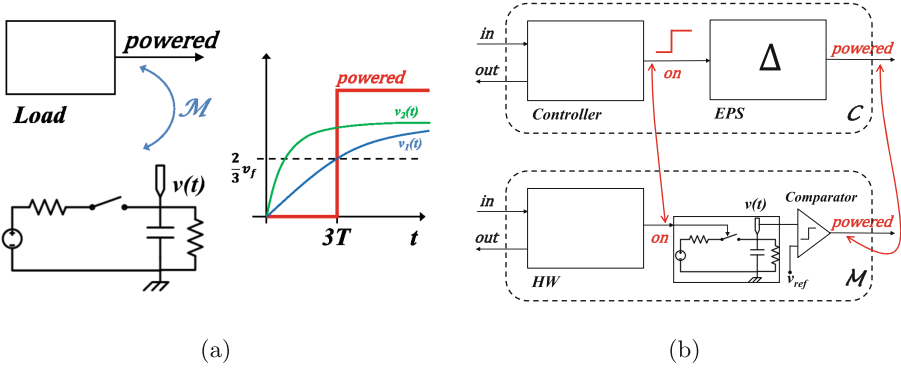 powered
Load
M
v(t)
powered
v₂(t)
v₁(t)
2
3 v_f
3T
t
(a)
in
out
Controller
on
Δ
EPS
powered
C
in
out
HW
on
v(t)
Comparator
powered
v_ref
M
(b)